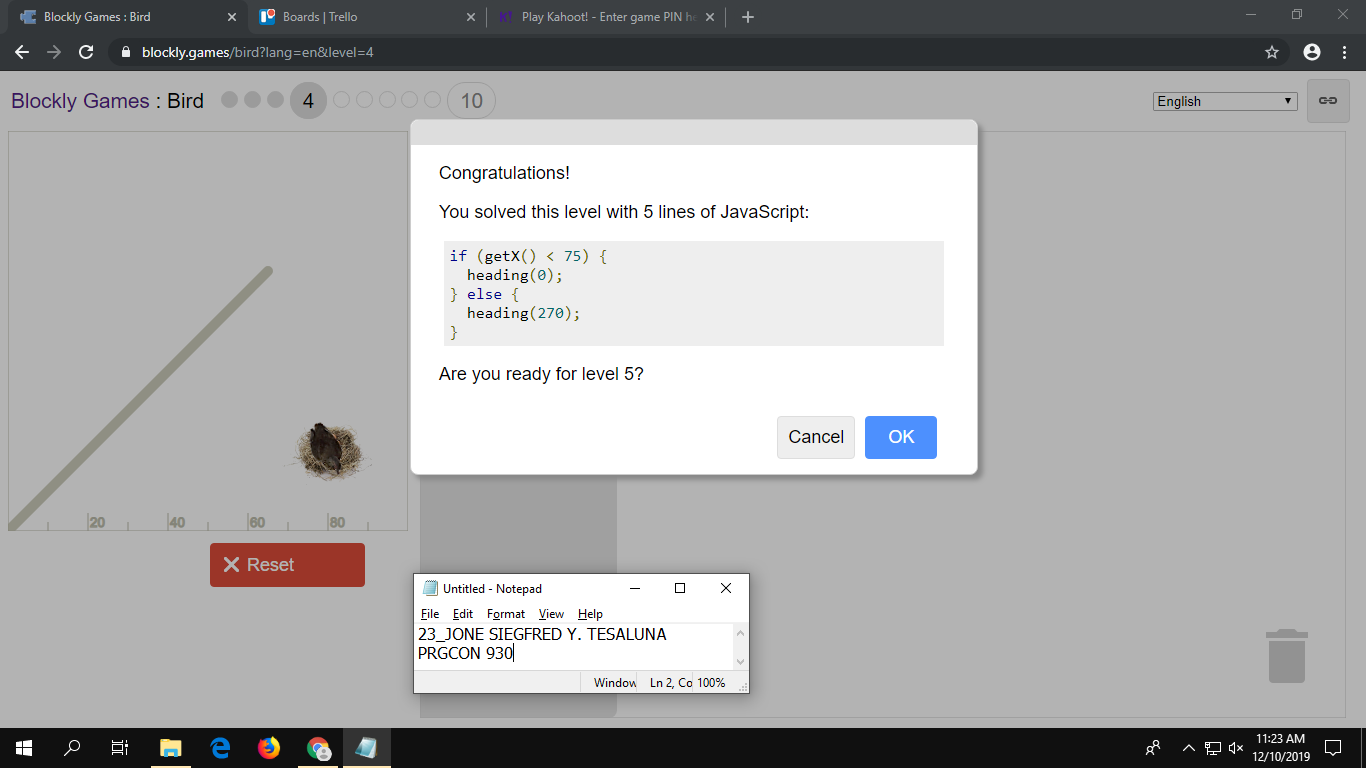 Blockly Games : Bird
Boards | Trello
Play Kahoot! - Enter game PIN he
blockly.games/bird?lang=en&level=4
Blockly Games : Bird
4
10
English
Congratulations!
You solved this level with 5 lines of JavaScript:
if (getX() < 75) {
heading(0);
} else {
heading(270);
}
Are you ready for level 5?
Cancel
OK
20
40
60
80
Reset
Untitled - Notepad
File Edit Format View Help
23_JONE SIEGFRED Y. TESALUNA
PRGCON 930
Window
Ln 2, Co
100%
11:23 AM
12/10/2019